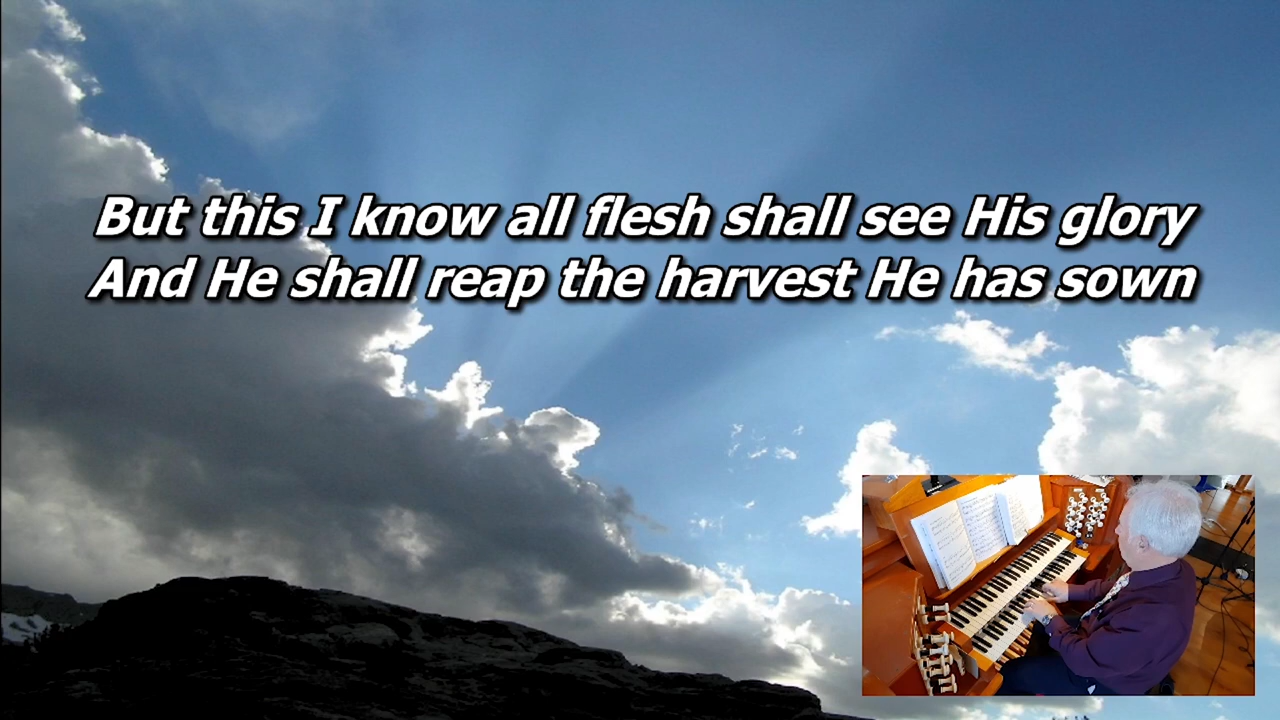 But this I know all flesh shall see His glory
And He shall reap the harvest He has sown